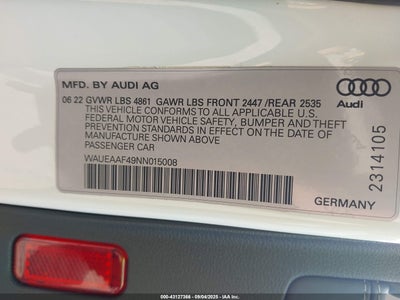 MFD. BY AUDI AG
06 22 GVWR LBS 4861 GAWR LBS FRONT 2447 /REAR 2535
THIS VEHICLE CONFORMS TO ALL APPLICABLE U.S.
FEDERAL MOTOR VEHICLE SAFETY, BUMPER AND THEFT
PREVENTION STANDARDS IN EFFECT ON THE DATE OF
MANUFACTURE SHOWN ABOVE
PASSENGER CAR
WAUEAAF49NN015008
Audi
2314105
GERMANY
000-43127366 - 09/04/2025 - IAA, Inc.